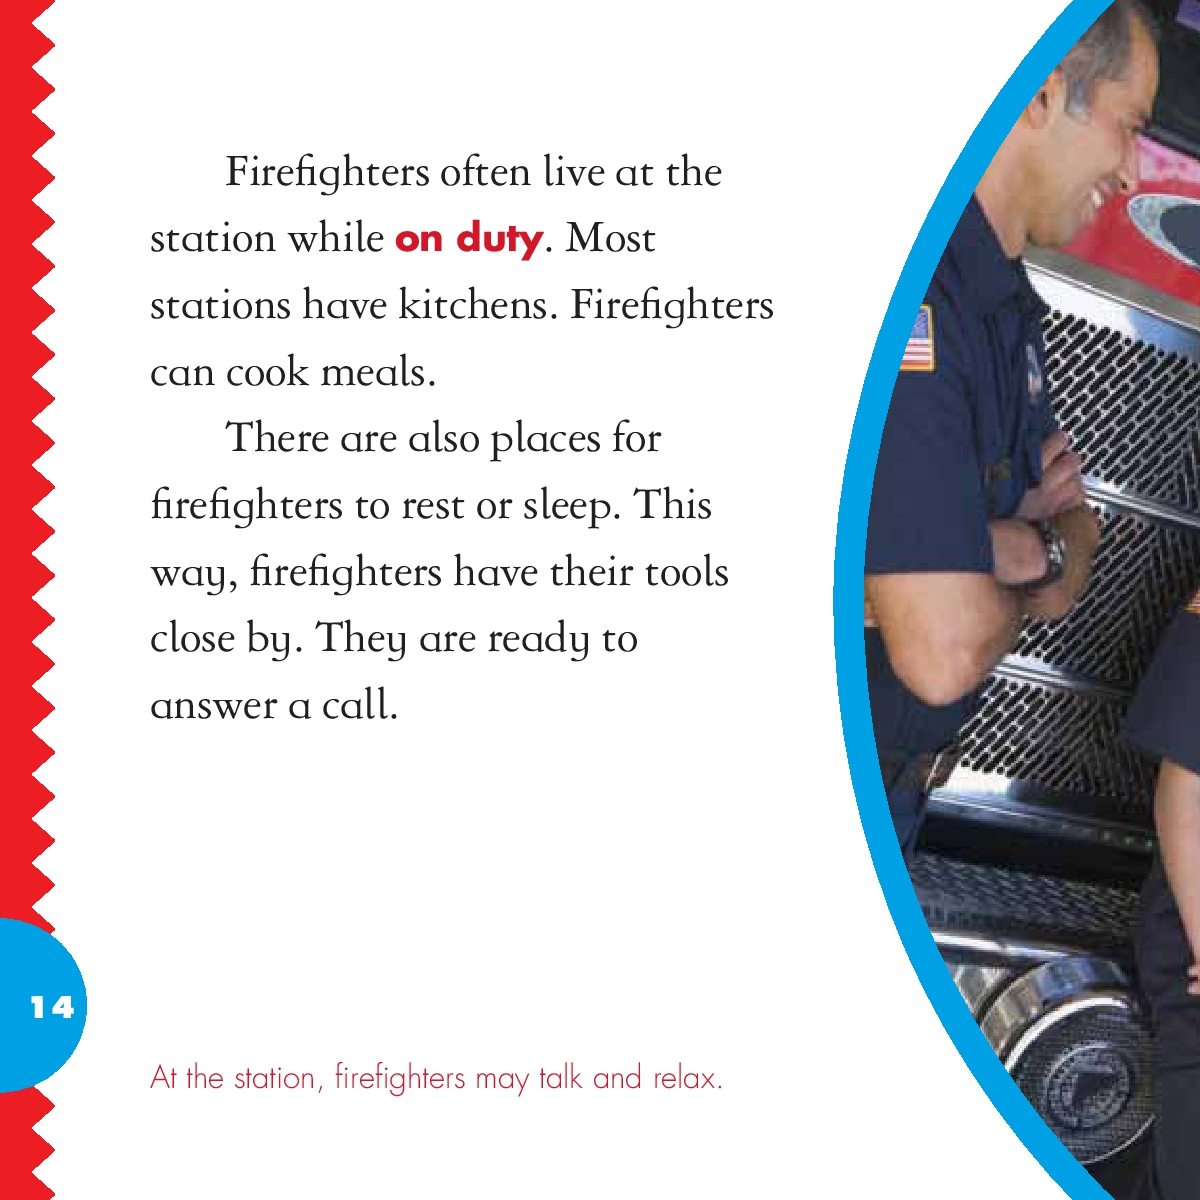 Firefighters often live at the
station while on duty. Most
stations have kitchens. Firefighters
can cook meals.
There are also places for
firefighters to rest or sleep. This
way, firefighters have their tools
close by. They are ready to
answer a call.
14
At the station, firefighters may talk and relax.